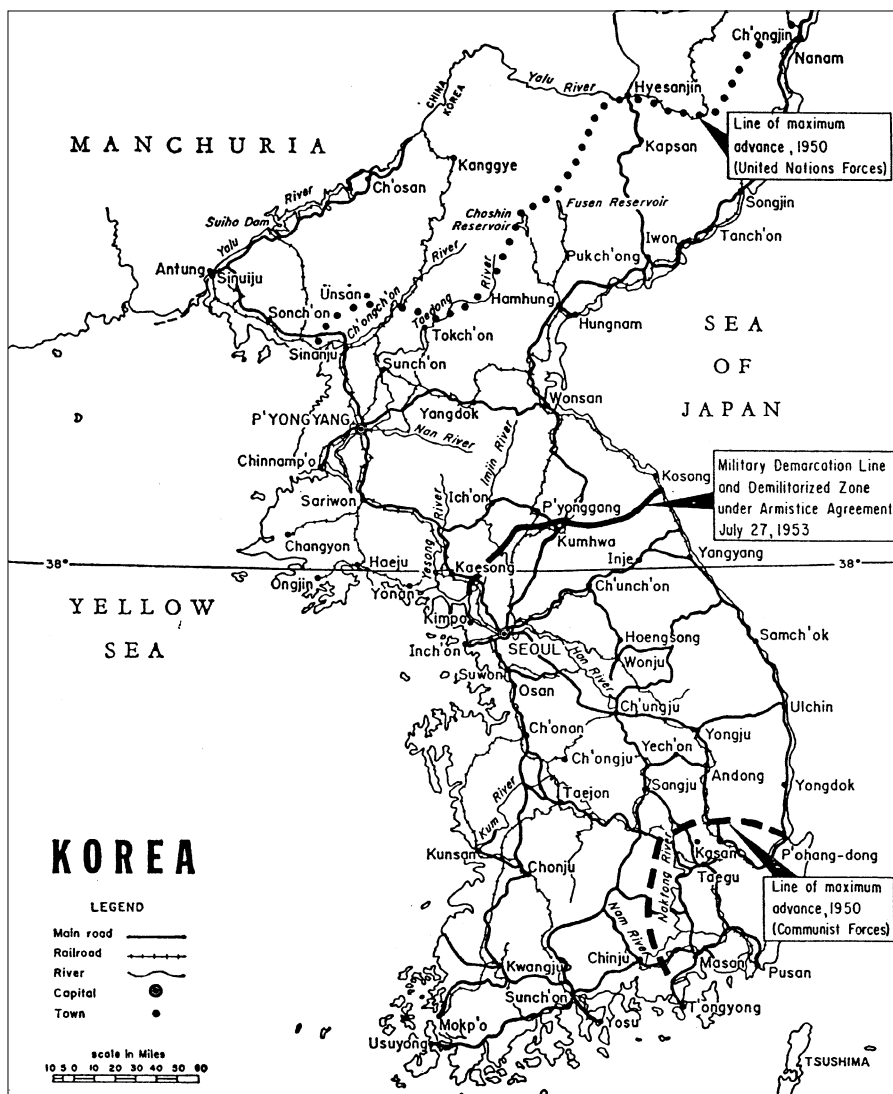 Ch'ongjin
Nanam
Yalu
River
Hyesanjin
CHINA
KOREA
Line of maximum
advance, 1950
(United Nations Forces)
MANCHURIA
Kapsan
Kanggye
Ch'osan
River
Suiho Dam
Yalu
Choshin
Reservoir
Fusen Reservoir
Songjin
Iwon
Tanch'on
Antung
Sinuiju
River
Pukch'ong
Ünsan
River
Sonch'on
Ch'ongch'on
Taedong
Hamhung
Tokch'on
Hungnam
Sinanju
Sunch'on
SEA
OF
JAPAN
Wonsan
P'YONGYANG
Yangdok
Nan River
Chinnamp'o
Imjin River
Kosong
Military Demarcation Line
and Demilitarized Zone
under Armistice Agreement
July 27, 1953
Sariwon
Ich'on
River
P'yonggang
Kumhwa
Changyon
Haeju
Yesong
Kaesong
Inje
Yangyang
38°
38°
Ongjin
Yonan
Ch'unch'on
YELLOW
SEA
Kimpo
Inch'on
SEOUL
Han River
Hoengsong
Wonju
Samch'ok
Suwon
Osan
Ch'ungju
Ulchin
Ch'onan
Yongju
Ch'ongju
Yech'on
Andong
Yongdok
River
Kum
Taejon
Sangju
KOREA
Kunsan
Chonju
Naktong River
Kasan
Taegu
P'ohang-dong
Line of maximum
advance, 1950
(Communist Forces)
LEGEND
Main road
Railroad
River
Capital
Town
Nam River
Kwangju
Chinju
Masan
Pusan
Sunch'on
T'ongyong
Mokp'o
Yosu
Usuyong
scale in Miles
10 5 0 10 20 30 40 50 60
TSUSHIMA